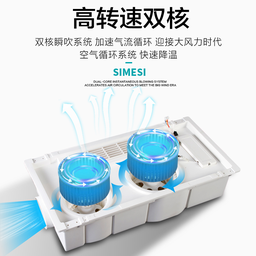 高转速双核
双核瞬吹系统 加速气流循环 迎接大风力时代
空气循环系统 快速降温
SIMESI
DUAL-CORE INSTANTANEOUS BLOWING SYSTEM
ACCELERATES AIR CIRCULATION TO MEET THE BIG WIND ERA